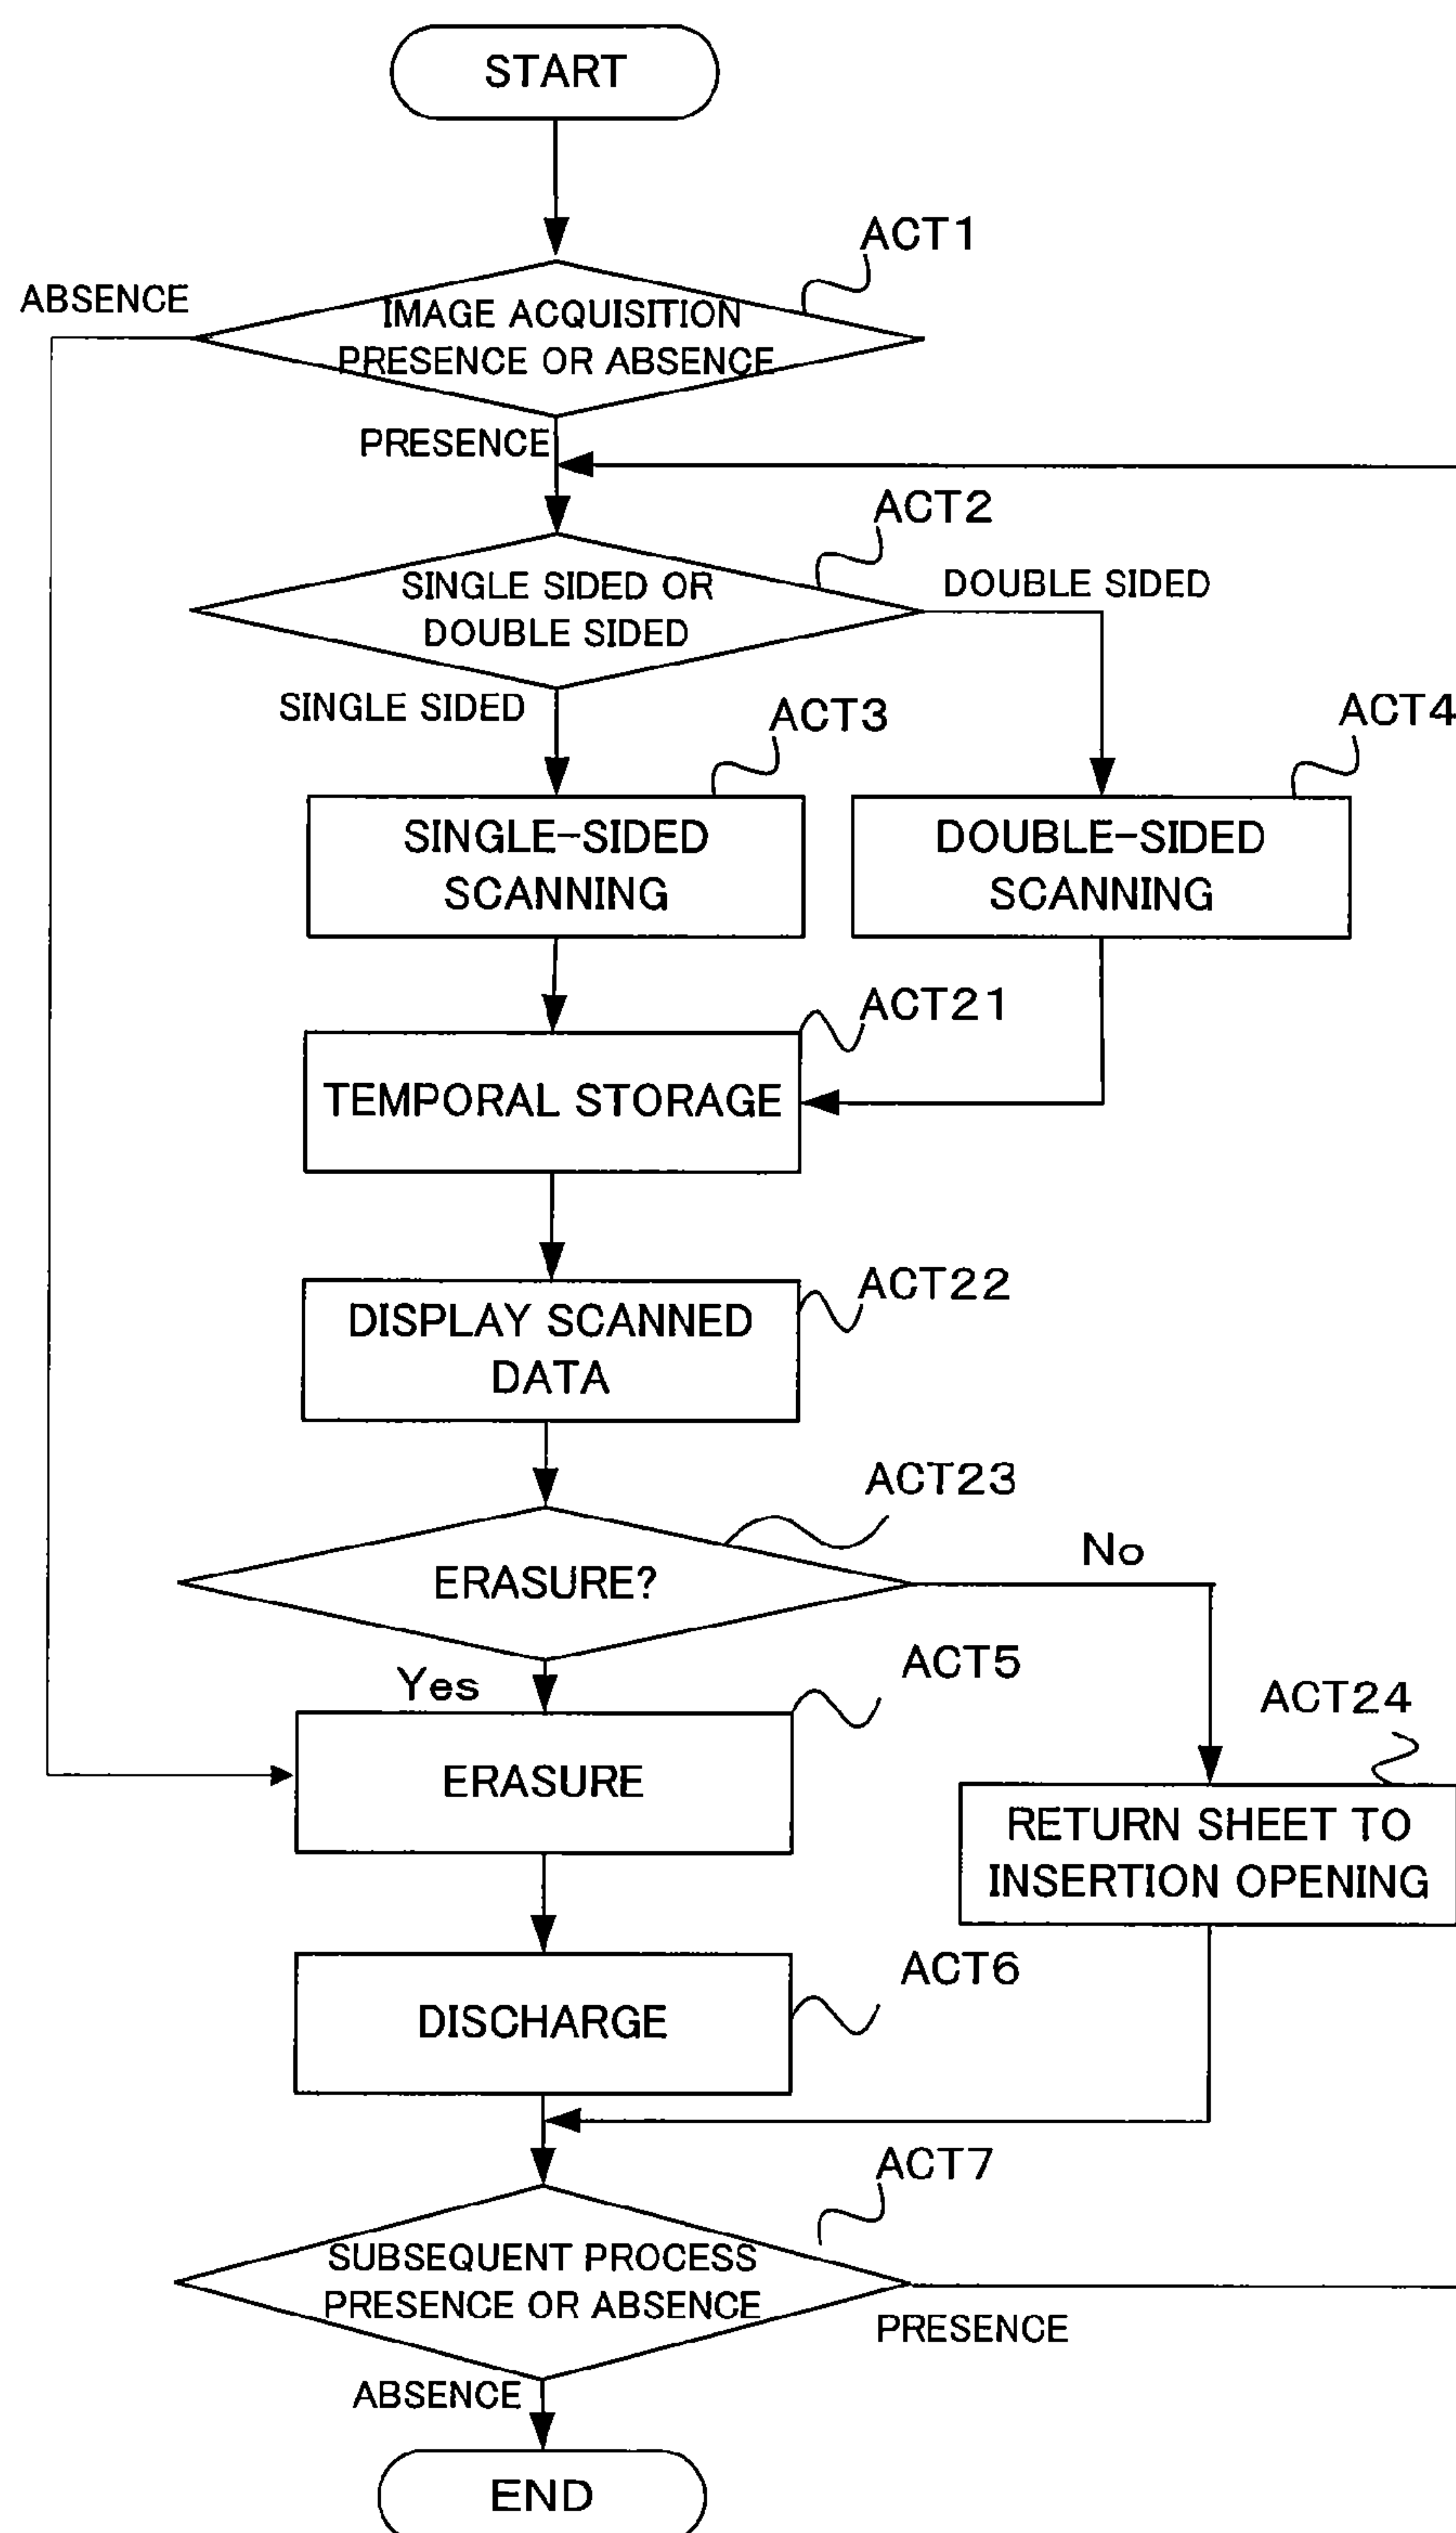 START
ACT1
ABSENCE
IMAGE ACQUISITION
PRESENCE OR ABSENCE
PRESENCE
ACT2
SINGLE SIDED OR
DOUBLE SIDED
DOUBLE SIDED
SINGLE SIDED
ACT3
ACT4
SINGLE-SIDED
SCANNING
DOUBLE-SIDED
SCANNING
ACT21
TEMPORAL STORAGE
ACT22
DISPLAY SCANNED
DATA
ACT23
ERASURE?
No
Yes
ACT5
ACT24
ERASURE
RETURN SHEET TO
INSERTION OPENING
ACT6
DISCHARGE
ACT7
SUBSEQUENT PROCESS
PRESENCE OR ABSENCE
PRESENCE
ABSENCE
END